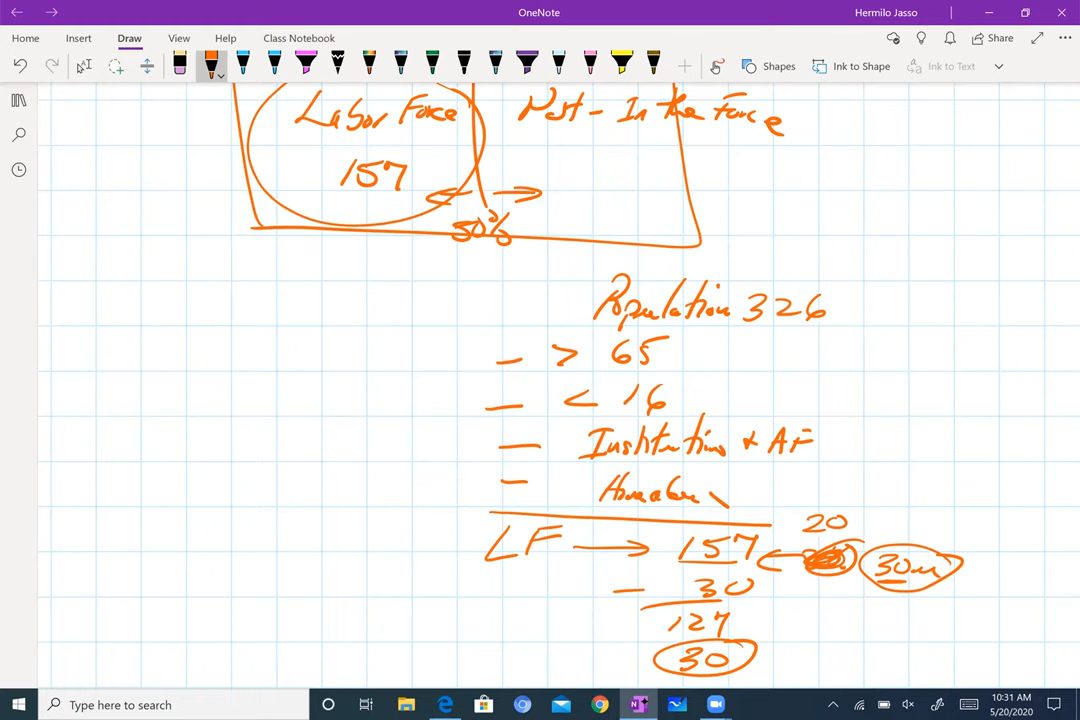 OneNote
Hermilo Jasso
Home Insert Draw View Help Class Notebook
Share
Shapes Ink to Shape Ink to Text
Labor Force Not - In the Force
157
50%
Population 326
- > 65
- < 16
- Institutions + AF
-
LF → 157 ← 20 30m
- 30
127
30
Type here to search
10:31 AM
5/20/2020